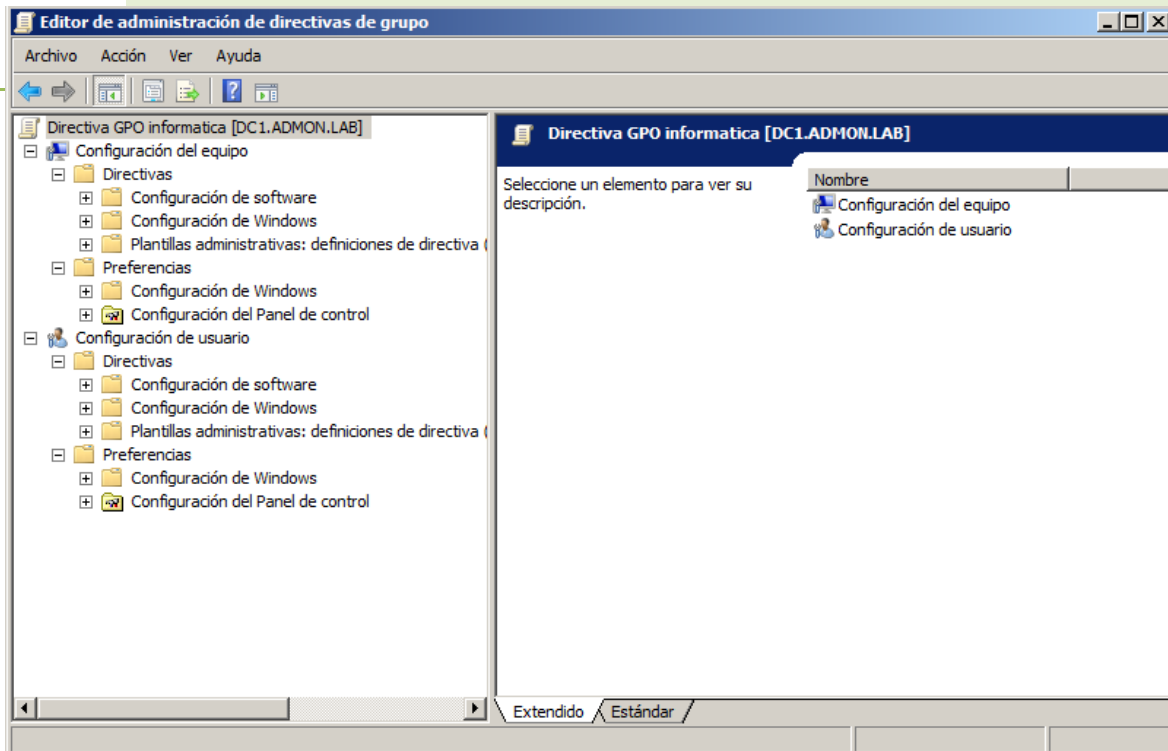 Editor de administración de directivas de grupo
Archivo Acción Ver Ayuda
Directiva GPO informatica [DC1.ADMON.LAB]
Configuración del equipo
Directivas
Configuración de software
Configuración de Windows
Plantillas administrativas: definiciones de directiva (
Preferencias
Configuración de Windows
Configuración del Panel de control
Configuración de usuario
Directivas
Configuración de software
Configuración de Windows
Plantillas administrativas: definiciones de directiva (
Preferencias
Configuración de Windows
Configuración del Panel de control
Directiva GPO informatica [DC1.ADMON.LAB]
Seleccione un elemento para ver su
descripción.
Nombre
Configuración del equipo
Configuración de usuario
Extendido Estándar